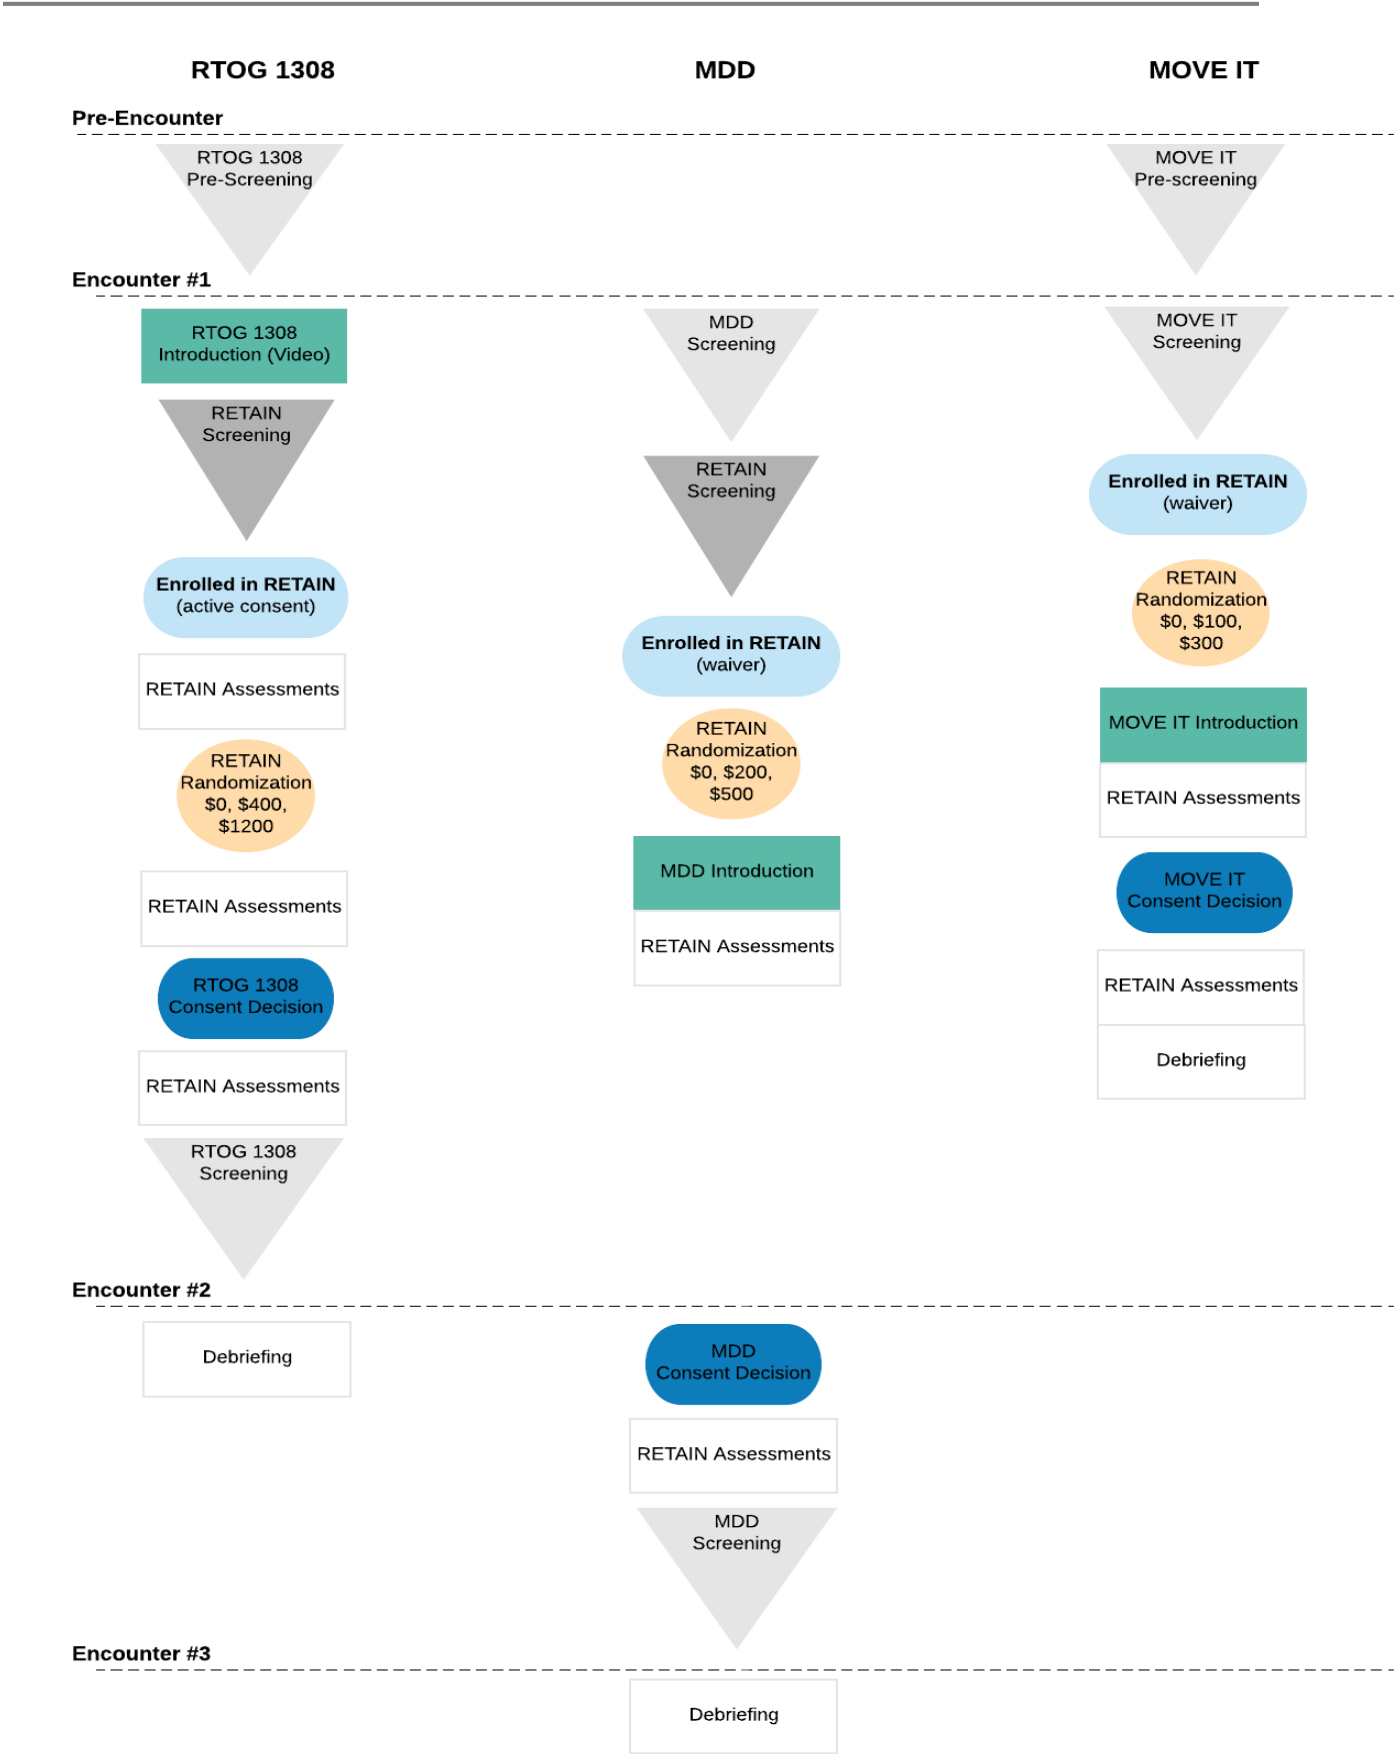 RTOG 1308
MDD
MOVE IT
Pre-Encounter
RTOG 1308
Pre-Screening
MOVE IT
Pre-screening
Encounter #1
RTOG 1308
Introduction (Video)
RETAIN
Screening
Enrolled in RETAIN
(active consent)
RETAIN Assessments
RETAIN
Randomization
$0, $400,
$1200
RETAIN Assessments
RTOG 1308
Consent Decision
RETAIN Assessments
RTOG 1308
Screening
MDD
Screening
RETAIN
Screening
Enrolled in RETAIN
(waiver)
RETAIN
Randomization
$0, $200,
$500
MDD Introduction
RETAIN Assessments
MOVE IT
Screening
Enrolled in RETAIN
(waiver)
RETAIN
Randomization
$0, $100,
$300
MOVE IT Introduction
RETAIN Assessments
MOVE IT
Consent Decision
RETAIN Assessments
Debriefing
Encounter #2
Debriefing
MDD
Consent Decision
RETAIN Assessments
MDD
Screening
Encounter #3
Debriefing